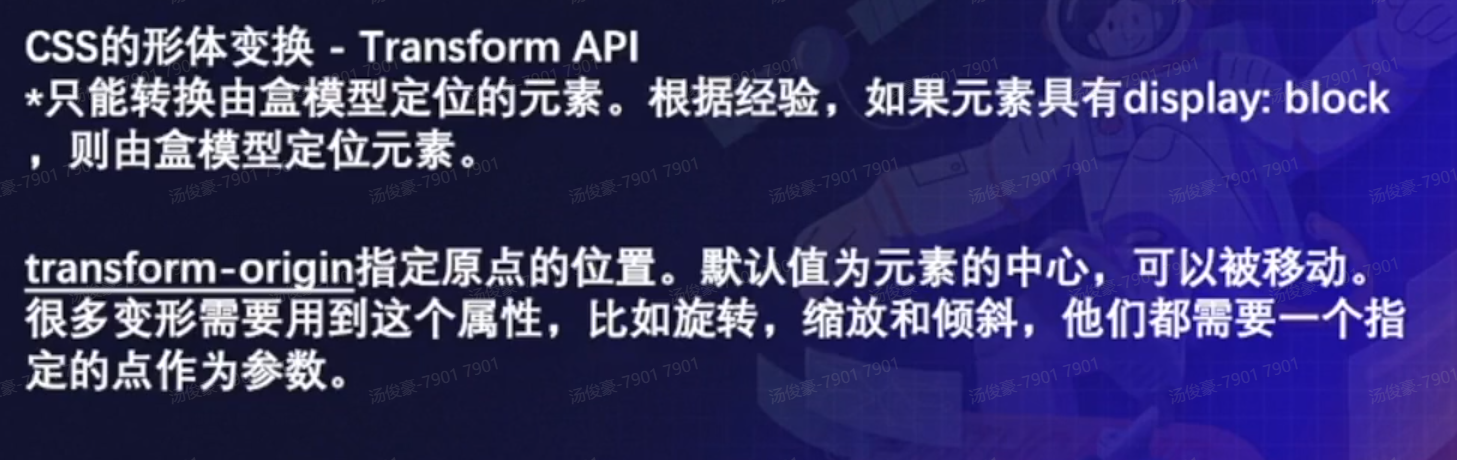 CSS的形体变换 - Transform API
*只能转换由盒模型定位的元素。根据经验，如果元素具有display: block
，则由盒模型定位元素。
transform-origin指定原点的位置。默认值为元素的中心，可以被移动。
很多变形需要用到这个属性，比如旋转，缩放和倾斜，他们都需要一个指
定的点作为参数。
汤俊豪-7901 7901